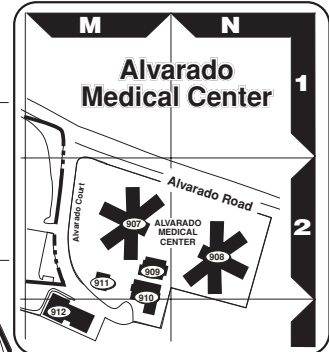 M
N
Alvarado
Medical Center
1
Alvarado Road
Alvarado Court
2
907
ALVARADO
MEDICAL
CENTER
908
909
911
910
912